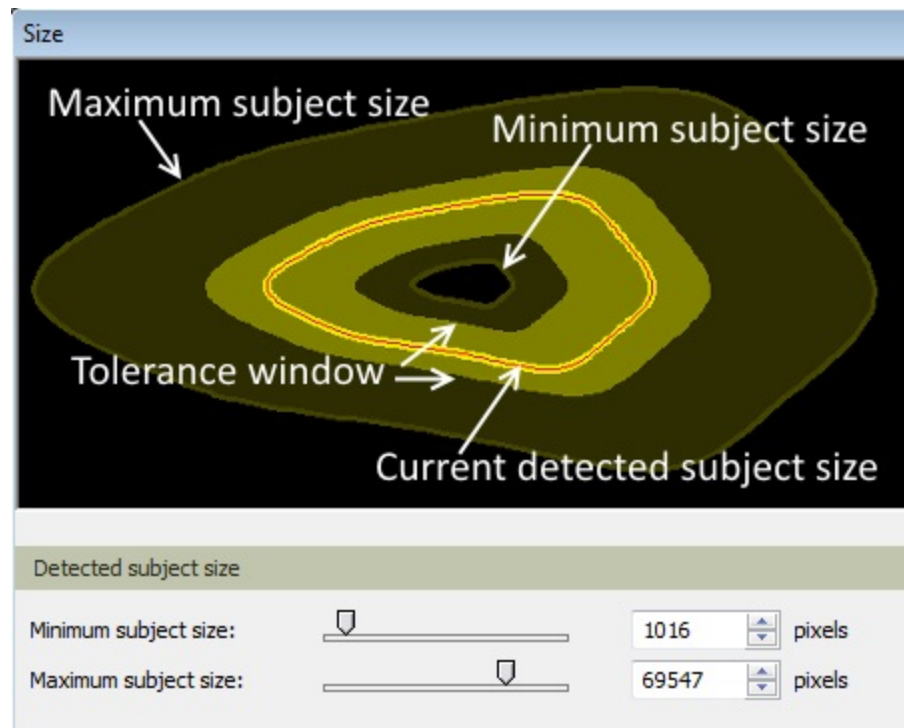 Size
Maximum subject size
Minimum subject size
Tolerance window
Current detected subject size
Detected subject size
Minimum subject size: 1016 pixels
Maximum subject size: 69547 pixels